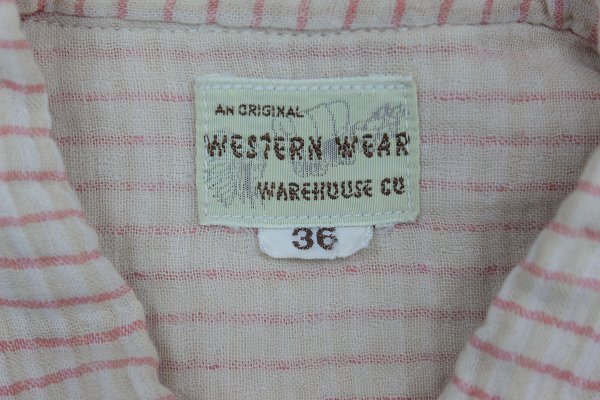 AN ORIGINAL
WESTERN WEAR
WAREHOUSE CO
36